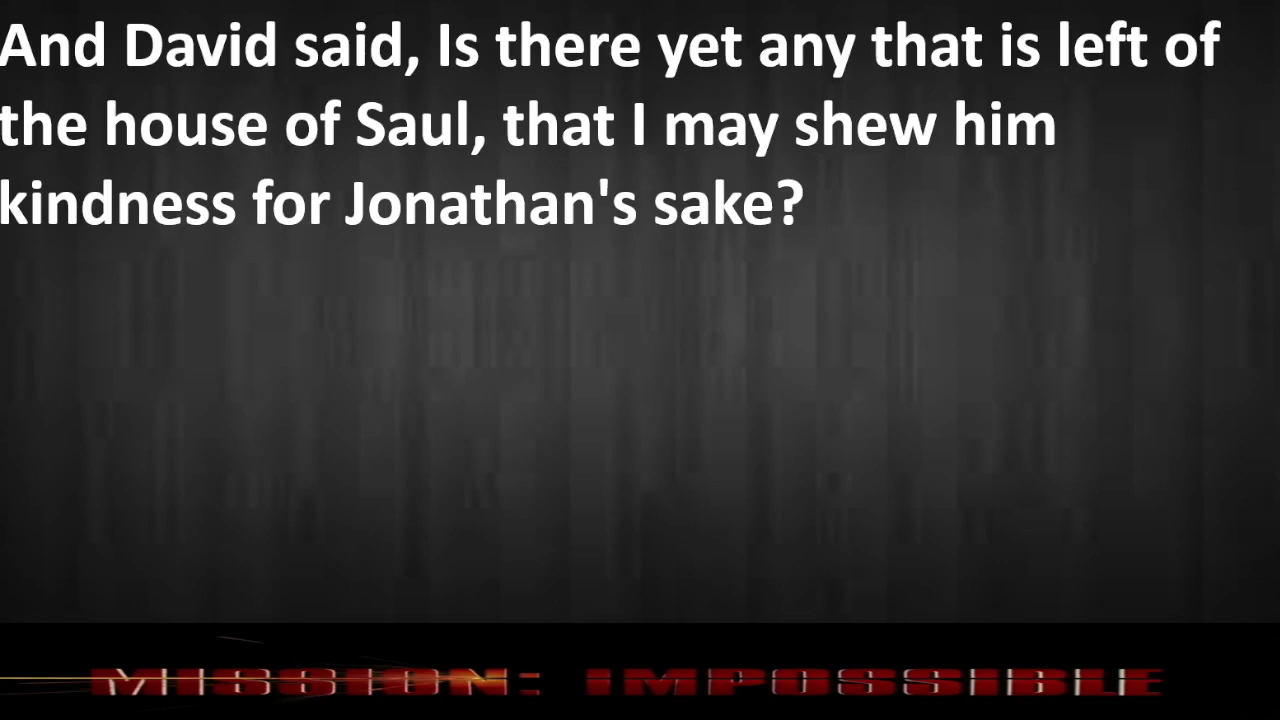 And David said, Is there yet any that is left of
the house of Saul, that I may shew him
kindness for Jonathan's sake?
MISSION: IMPOSSIBLE